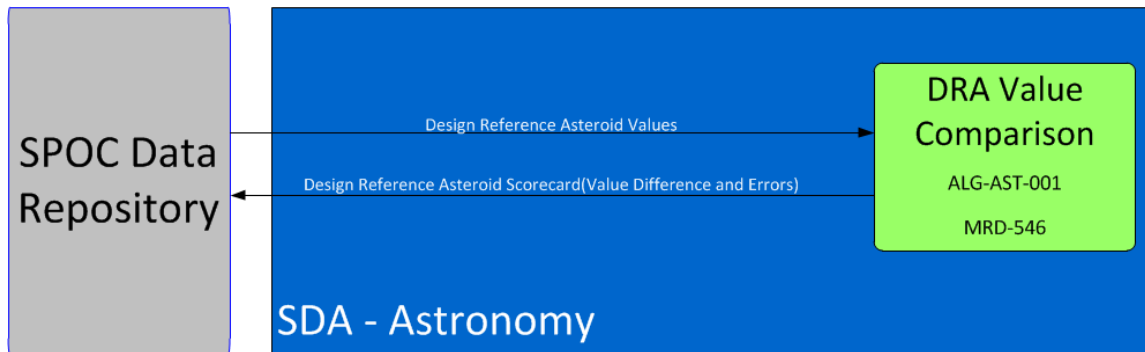 SPOC Data
Repository
Design Reference Asteroid Values
Design Reference Asteroid Scorecard(Value Difference and Errors)
DRA Value
Comparison
ALG-AST-001
MRD-546
SDA - Astronomy